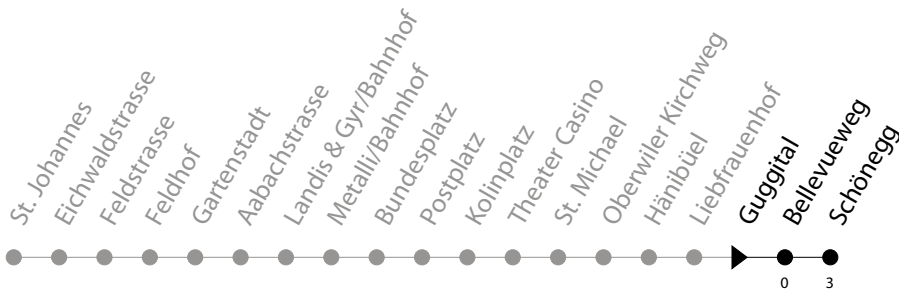 St. Johannes
Eichwaldstrasse
Feldstrasse
Feldhof
Gartenstadt
Aabachstrasse
Landis & Gyr/Bahnhof
Metalli/Bahnhof
Bundesplatz
Postplatz
Kolinplatz
Theater Casino
St. Michael
Oberwiler Kirchweg
Hänibüel
Liebfrauenhof
Guggital
Bellevueweg
Schönegg
0 3